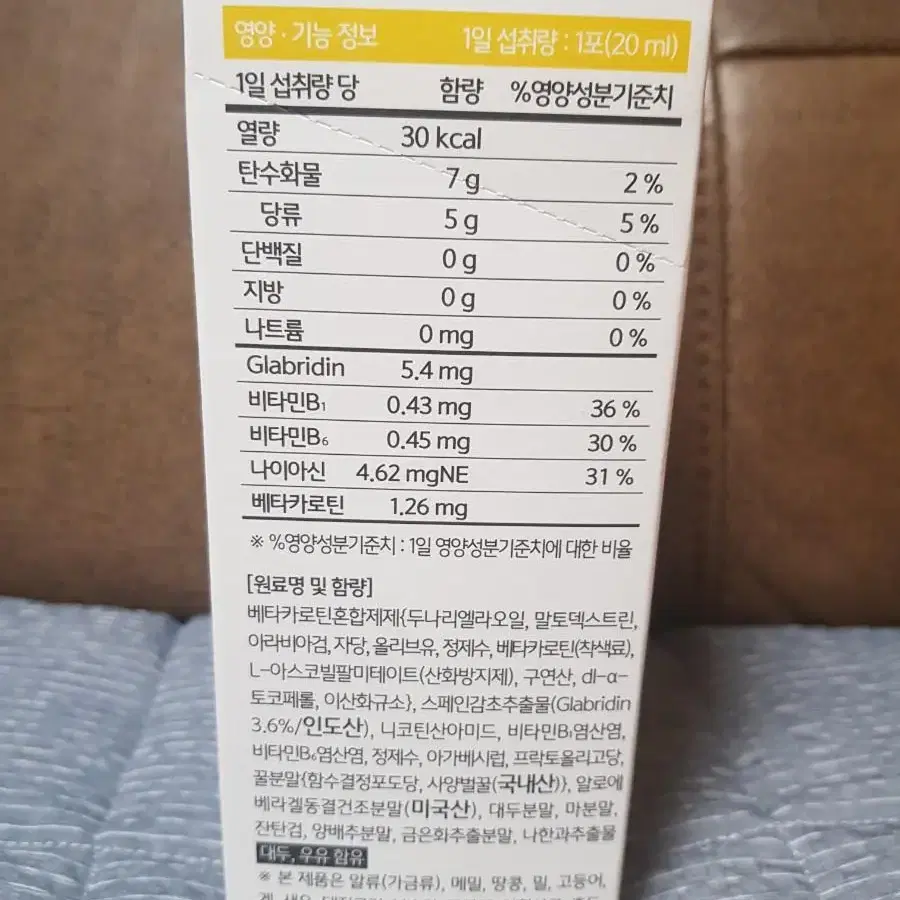 영양·기능 정보 1일 섭취량 : 1포(20 ml)
1일 섭취량 당 함량 %영양성분기준치
열량 30 kcal
탄수화물 7 g 2 %
당류 5 g 5 %
단백질 0 g 0 %
지방 0 g 0 %
나트륨 0 mg 0 %
Glabridin 5.4 mg
비타민B₁ 0.43 mg 36 %
비타민B₆ 0.45 mg 30 %
나이아신 4.62 mgNE 31 %
베타카로틴 1.26 mg
※ %영양성분기준치 : 1일 영양성분기준치에 대한 비율
[원료명 및 함량]
베타카로틴혼합제제{두나리엘라오일, 말토덱스트린,
아라비아검, 자당, 올리브유, 정제수, 베타카로틴(착색료),
L-아스코빌팔미테이트(산화방지제), 구연산, dl-α-
토코페롤, 이산화규소}, 스페인감초추출물(Glabridin
3.6%/인도산), 니코틴산아미드, 비타민B₁염산염,
비타민B₆염산염, 정제수, 아가베시럽, 프락토올리고당,
꿀분말{함수결정포도당, 사양벌꿀(국내산)}, 알로에
베라겔동결건조분말(미국산), 대두분말, 마분말,
잔탄검, 양배추분말, 금은화추출분말, 나한과추출물
대두, 우유 함유
※ 본 제품은 알류(가금류), 메밀, 땅콩, 밀, 고등어,